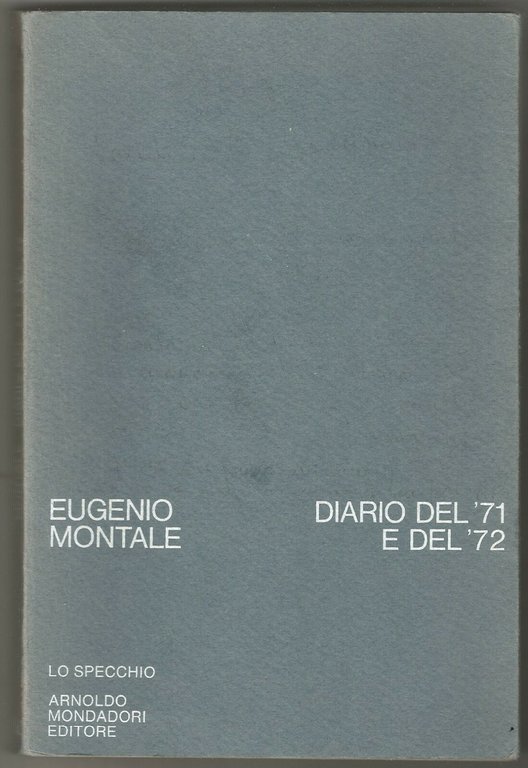 EUGENIO
MONTALE
DIARIO DEL '71
E DEL '72
LO SPECCHIO
ARNOLDO
MONDADORI
EDITORE